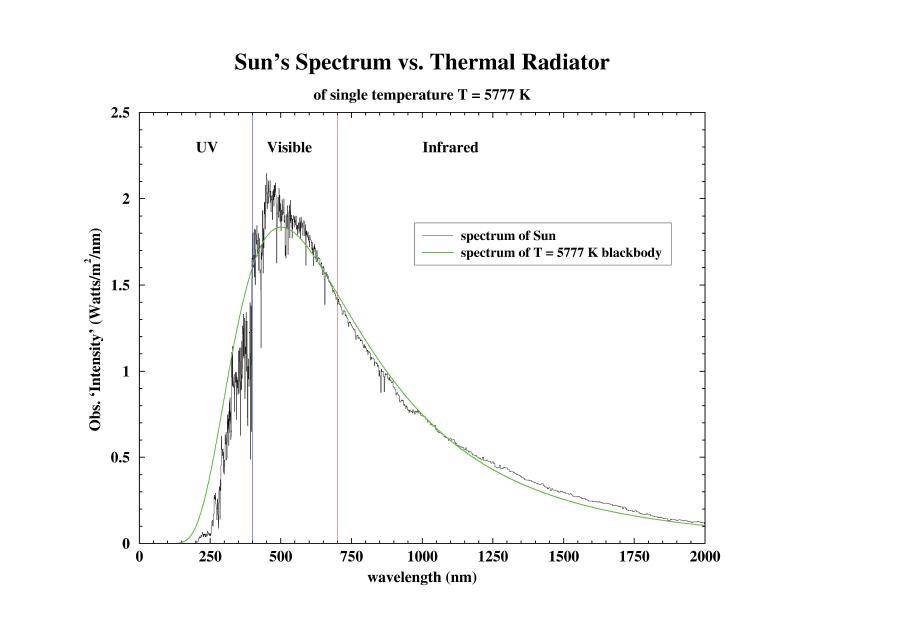 Sun's Spectrum vs. Thermal Radiator
of single temperature T = 5777 K
2.5
UV Visible Infrared
2
spectrum of Sun
spectrum of T = 5777 K blackbody
1.5
1
0.5
0
Obs. ‘Intensity’ (Watts/m²/nm)
0 250 500 750 1000 1250 1500 1750 2000
wavelength (nm)